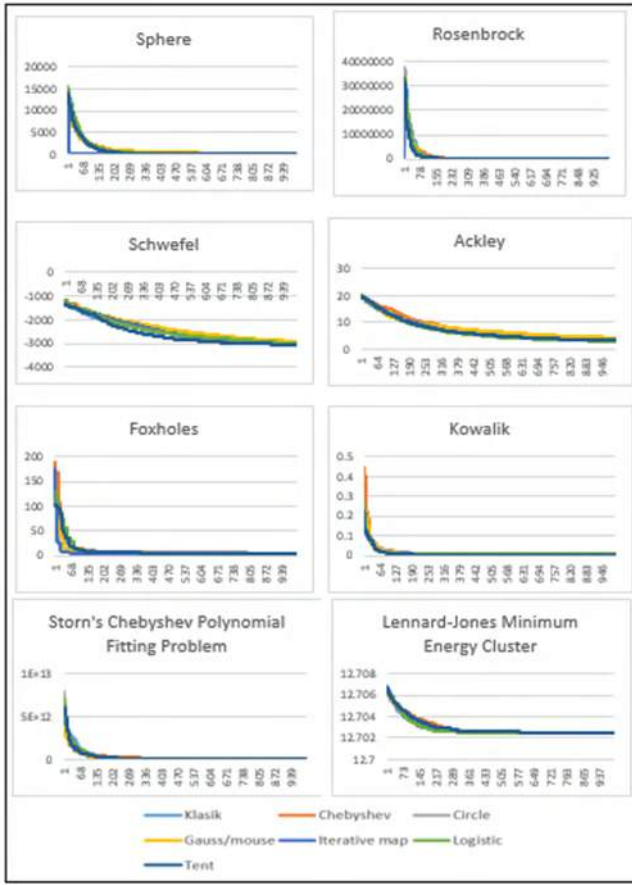 Sphere
20000
15000
10000
5000
0
1 68 135 202 269 336 403 470 537 604 671 738 805 872 939
Rosenbrock
40000000
30000000
20000000
10000000
0
1 78 155 232 309 386 463 540 617 694 771 848 925
Schwefel
0
-1000
-2000
-3000
-4000
1 68 135 202 269 336 403 470 537 604 671 738 805 872 939
Ackley
30
20
10
0
1 64 127 190 253 316 379 442 505 568 631 694 757 820 883 946
Foxholes
200
150
100
50
0
1 68 135 202 269 336 403 470 537 604 671 738 805 872 939
Kowalik
0.5
0.4
0.3
0.2
0.1
0
1 64 127 190 253 316 379 442 505 568 631 694 757 820 883 946
Storn's Chebyshev Polynomial
Fitting Problem
1E+13
5E+12
0
1 68 135 202 269 336 403 470 537 604 671 738 805 872 939
Lennard-Jones Minimum
Energy Cluster
12.708
12.706
12.704
12.702
12.7
1 73 145 217 289 361 433 505 577 649 721 793 865 937
Klasik Chebyshev Circle
Gauss/mouse Iterative map Logistic
Tent